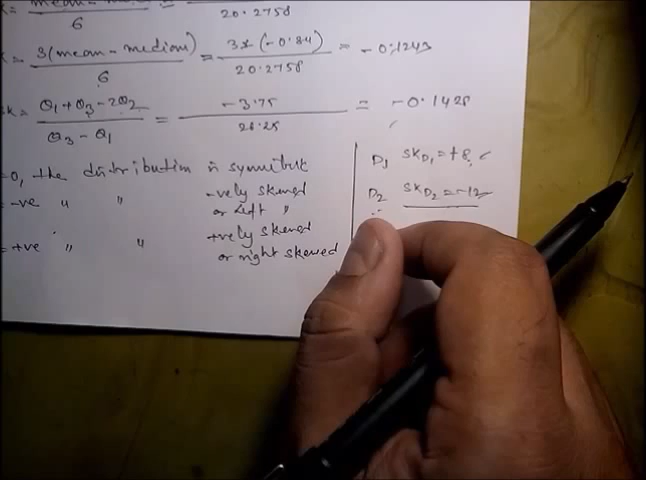 6
20.2758
3(mean - median) = 3x(-0.84) = -0.1243
6 20.2758
Q1 + Q3 - 2Q2 = -3.75 = -0.1428
Q3 - Q1 26.25
=0, the distribution is symmetric
=-ve " " -vely skewed
or left "
=+ve " " +vely skewed
or right skewed
D1 SKD1 = +8
D2 SKD2 = -12
∴